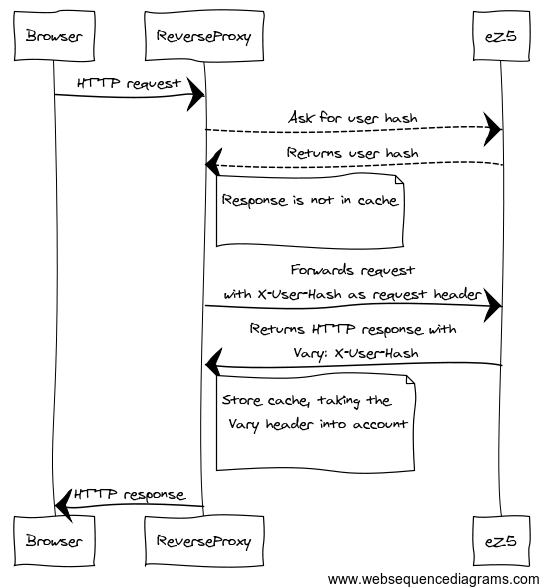 Browser
ReverseProxy
eZ5
HTTP request
Ask for user hash
Returns user hash
Response is not in cache
Forwards request
with X-User-Hash as request header
Returns HTTP response with
Vary: X-User-Hash
Store cache, taking the
Vary header into account
HTTP response
Browser
ReverseProxy
eZ5
www.websequencediagrams.com